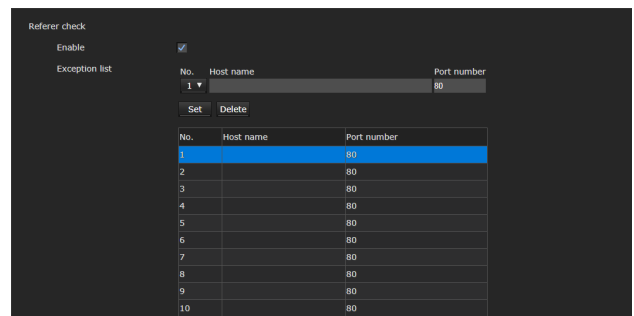 Referer check
Enable
Exception list
No. Host name Port number
1 80
Set Delete
No. Host name Port number
1 80
2 80
3 80
4 80
5 80
6 80
7 80
8 80
9 80
10 80